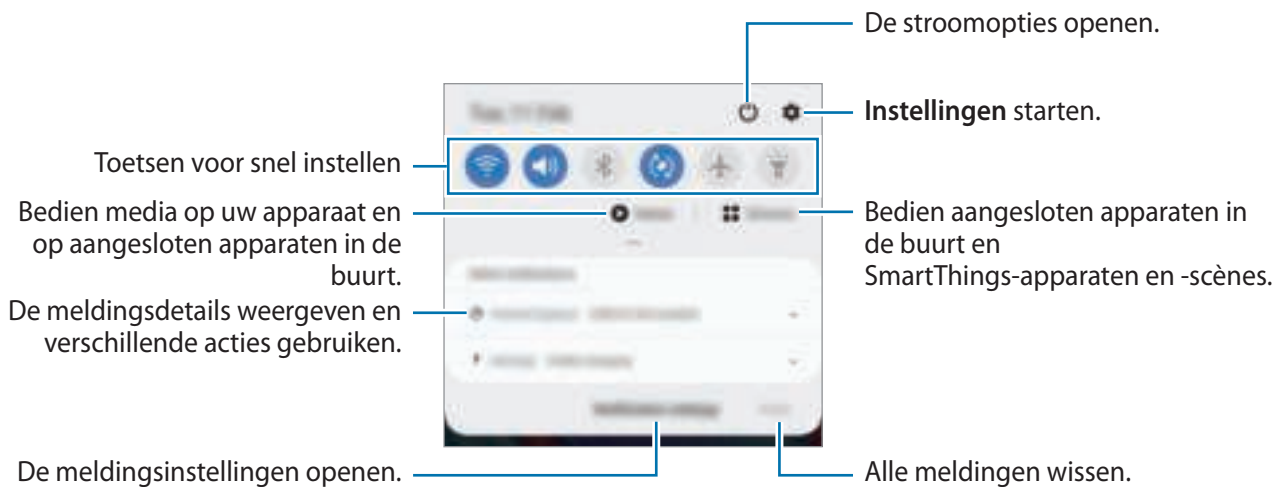 De stroomopties openen.
Instellingen starten.
Toetsen voor snel instellen
Bedien media op uw apparaat en
op aangesloten apparaten in de
buurt.
Bedien aangesloten apparaten in
de buurt en
SmartThings-apparaten en -scènes.
De meldingsdetails weergeven en
verschillende acties gebruiken.
De meldingsinstellingen openen.
Alle meldingen wissen.